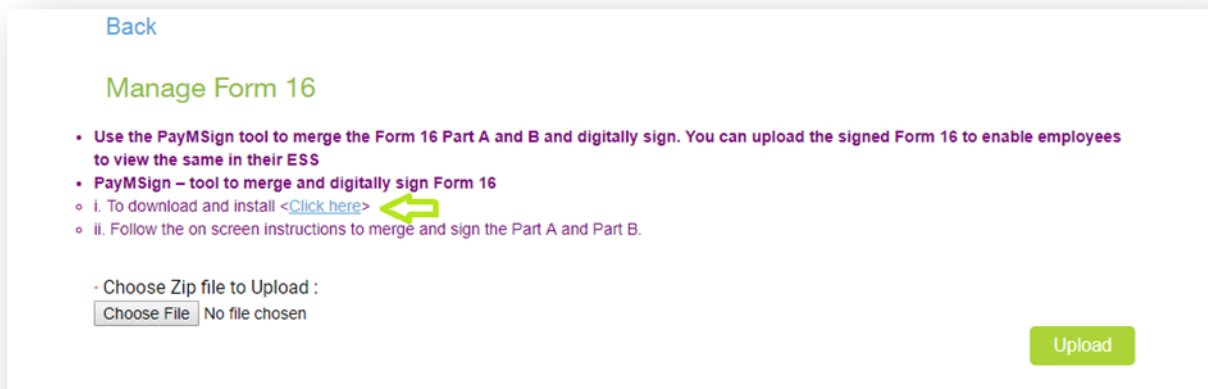 Back
Manage Form 16
• Use the PayMSign tool to merge the Form 16 Part A and B and digitally sign. You can upload the signed Form 16 to enable employees
to view the same in their ESS
• PayMSign – tool to merge and digitally sign Form 16
○ i. To download and install <Click here>
○ ii. Follow the on screen instructions to merge and sign the Part A and Part B.
- Choose Zip file to Upload :
Choose File No file chosen
Upload